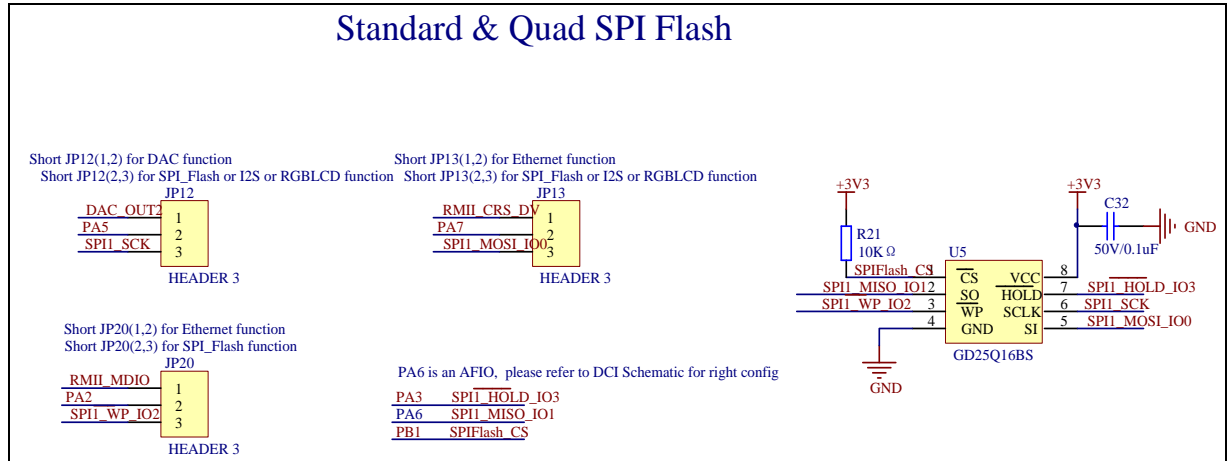 Standard & Quad SPI Flash
Short JP12(1,2) for DAC function
Short JP12(2,3) for SPI_Flash or I2S or RGBLCD function
JP12
DAC_OUT2 1
PA5 2
SPI1_SCK 3
HEADER 3
Short JP13(1,2) for Ethernet function
Short JP13(2,3) for SPI_Flash or I2S or RGBLCD function
JP13
RMII_CRS_DV 1
PA7 2
SPI1_MOSI_IO0 3
HEADER 3
Short JP20(1,2) for Ethernet function
Short JP20(2,3) for SPI_Flash function
JP20
RMII_MDIO 1
PA2 2
SPI1_WP_IO2 3
HEADER 3
PA6 is an AFIO, please refer to DCI Schematic for right config
PA3 SPI1_HOLD_IO3
PA6 SPI1_MISO_IO1
PB1 SPIFlash_CS
+3V3 +3V3
C32
GND
50V/0.1uF
R21
10KΩ
U5
SPIFlash_CS 1 CS VCC 8
SPI1_MISO_IO1 2 SO HOLD 7 SPI1_HOLD_IO3
SPI1_WP_IO2 3 WP SCLK 6 SPI1_SCK
4 GND SI 5 SPI1_MOSI_IO0
GD25Q16BS
GND